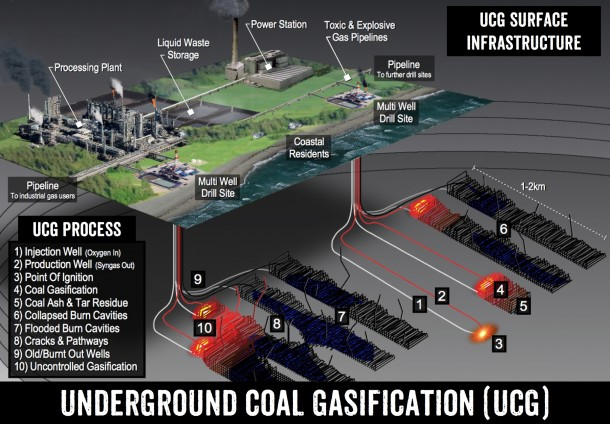 UCG SURFACE
INFRASTRUCTURE
Power Station
Toxic & Explosive
Gas Pipelines
Liquid Waste
Storage
Processing Plant
Pipeline
To further drill sites
Multi Well
Drill Site
Coastal
Residents
Pipeline
To industrial gas users
Multi Well
Drill Site
1-2km
UCG PROCESS
1) Injection Well (Oxygen In)
2) Production Well (Syngas Out)
3) Point Of Ignition
4) Coal Gasification
5) Coal Ash & Tar Residue
6) Collapsed Burn Cavities
7) Flooded Burn Cavities
8) Cracks & Pathways
9) Old/Burnt Out Wells
10) Uncontrolled Gasification
6
9
4
2
1
5
7
8
10
3
UNDERGROUND COAL GASIFICATION (UCG)